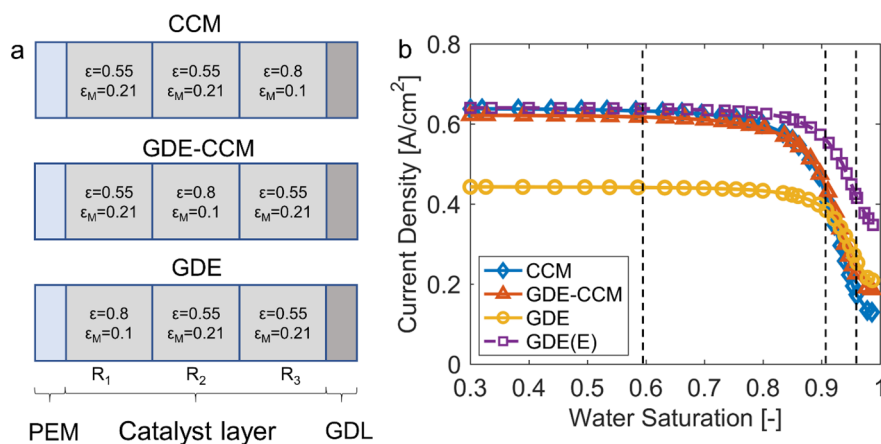 a
CCM
ε=0.55 ε=0.55 ε=0.8
εM=0.21 εM=0.21 εM=0.1
GDE-CCM
ε=0.55 ε=0.8 ε=0.55
εM=0.21 εM=0.1 εM=0.21
GDE
ε=0.8 ε=0.55 ε=0.55
εM=0.1 εM=0.21 εM=0.21
R1 R2 R3
PEM Catalyst layer GDL
b
Current Density [A/cm²]
0.8
0.6
0.4
0.2
0
CCM
GDE-CCM
GDE
GDE(E)
0.3 0.4 0.5 0.6 0.7 0.8 0.9 1
Water Saturation [-]